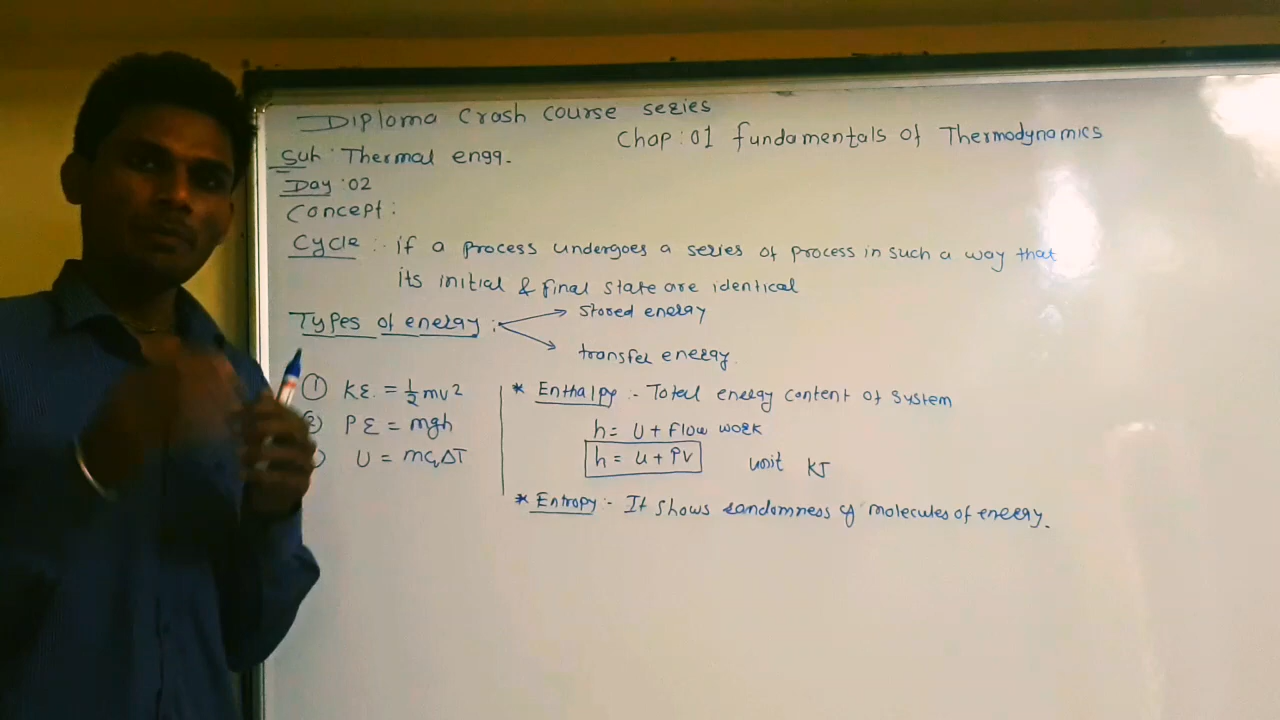 Diploma Crash course series
Chap:01 fundamentals of Thermodynamics
Sub: Thermal engg.
Day:02
Concept:
Cycle :- if a process undergoes a series of process in such a way that
its initial & final state are identical
Types of energy :
stored energy
transfer energy.
① K.E. = ½mv2
P E = mgh
U = mCvΔT
* Enthalpy :- Total energy content of system
h = U + flow work
h = u + PV unit KJ
* Entropy :- It shows randomness of molecules of energy.